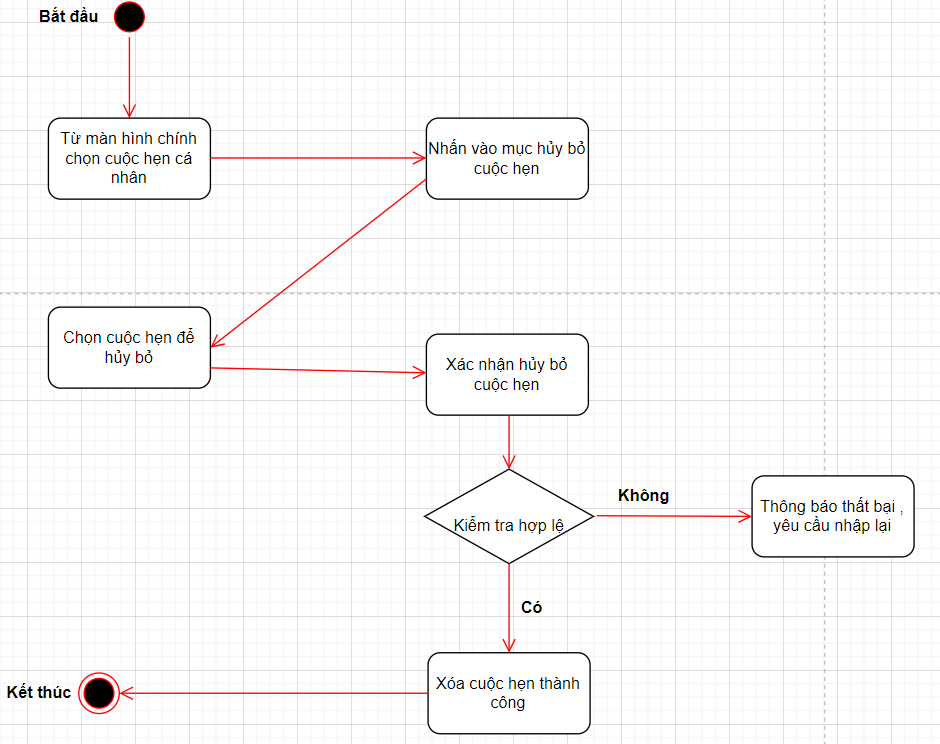 Bắt đầu
Từ màn hình chính
chọn cuộc hẹn cá
nhân
Nhấn vào mục hủy bỏ
cuộc hẹn
Chọn cuộc hẹn để
hủy bỏ
Xác nhận hủy bỏ
cuộc hẹn
Kiểm tra hợp lệ
Không
Thông báo thất bại ,
yêu cầu nhập lại
Có
Xóa cuộc hẹn thành
công
Kết thúc